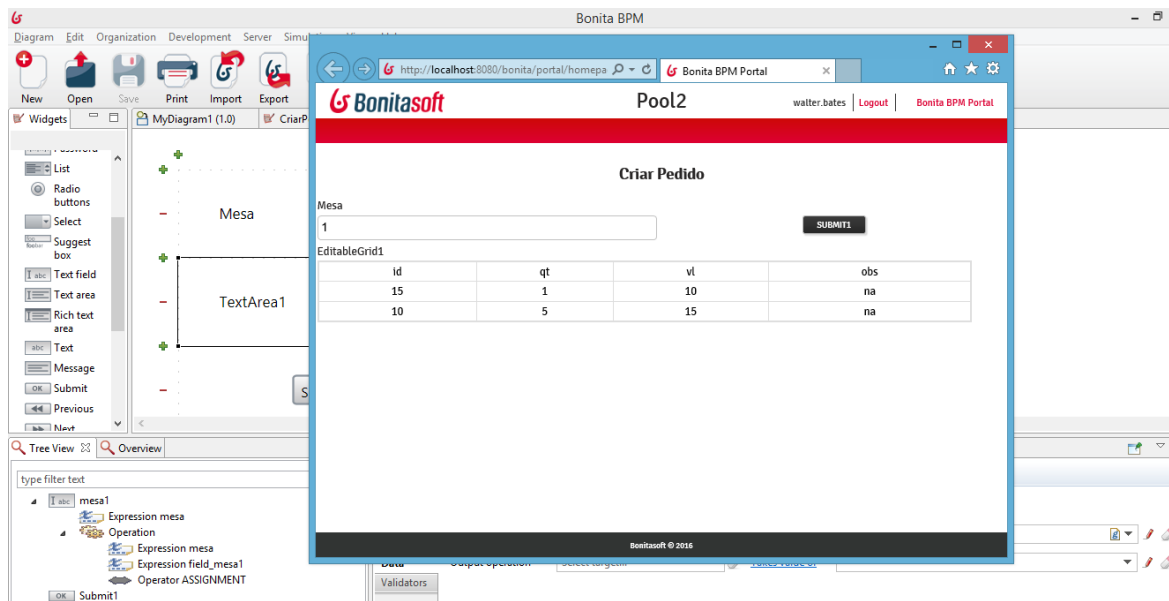 Bonita BPM
Diagram Edit Organization Development Server Simu
New Open Save Print Import Export
Widgets
MyDiagram1 (1.0)
CriarP
Password
List
Radio
buttons
Select
Suggest
box
Text field
Text area
Rich text
area
Text
Message
Submit
Previous
Next
Mesa
TextArea1
S
http://localhost:8080/bonita/portal/homepa
Bonita BPM Portal
Bonitasoft
Pool2
walter.bates Logout Bonita BPM Portal
Criar Pedido
Mesa
1
SUBMIT1
EditableGrid1
id qt vl obs
15 1 10 na
10 5 15 na
Bonitasoft © 2016
Tree View Overview
type filter text
mesa1
Expression mesa
Operation
Expression mesa
Expression field_mesa1
Operator ASSIGNMENT
Submit1
Data
Validators